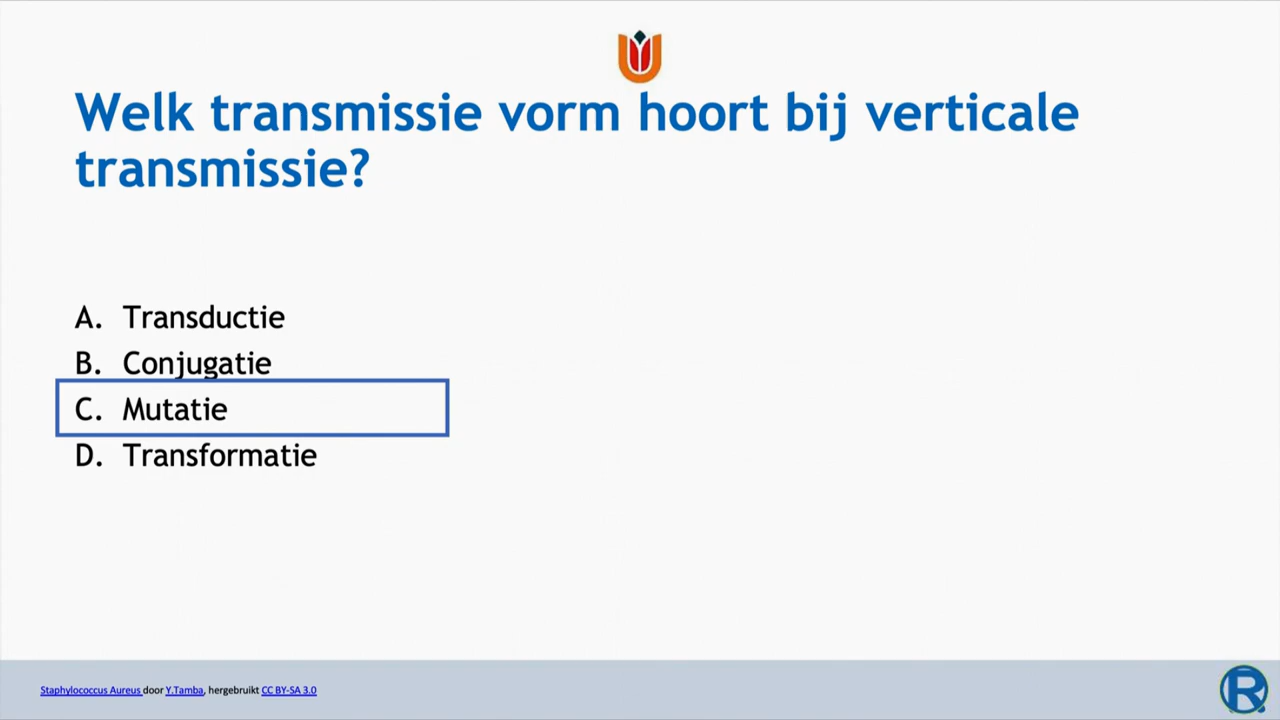 Welk transmissie vorm hoort bij verticale
transmissie?
A. Transductie
B. Conjugatie
C. Mutatie
D. Transformatie
Staphylococcus Aureus door Y.Tamba, hergebruikt CC BY-SA 3.0
R